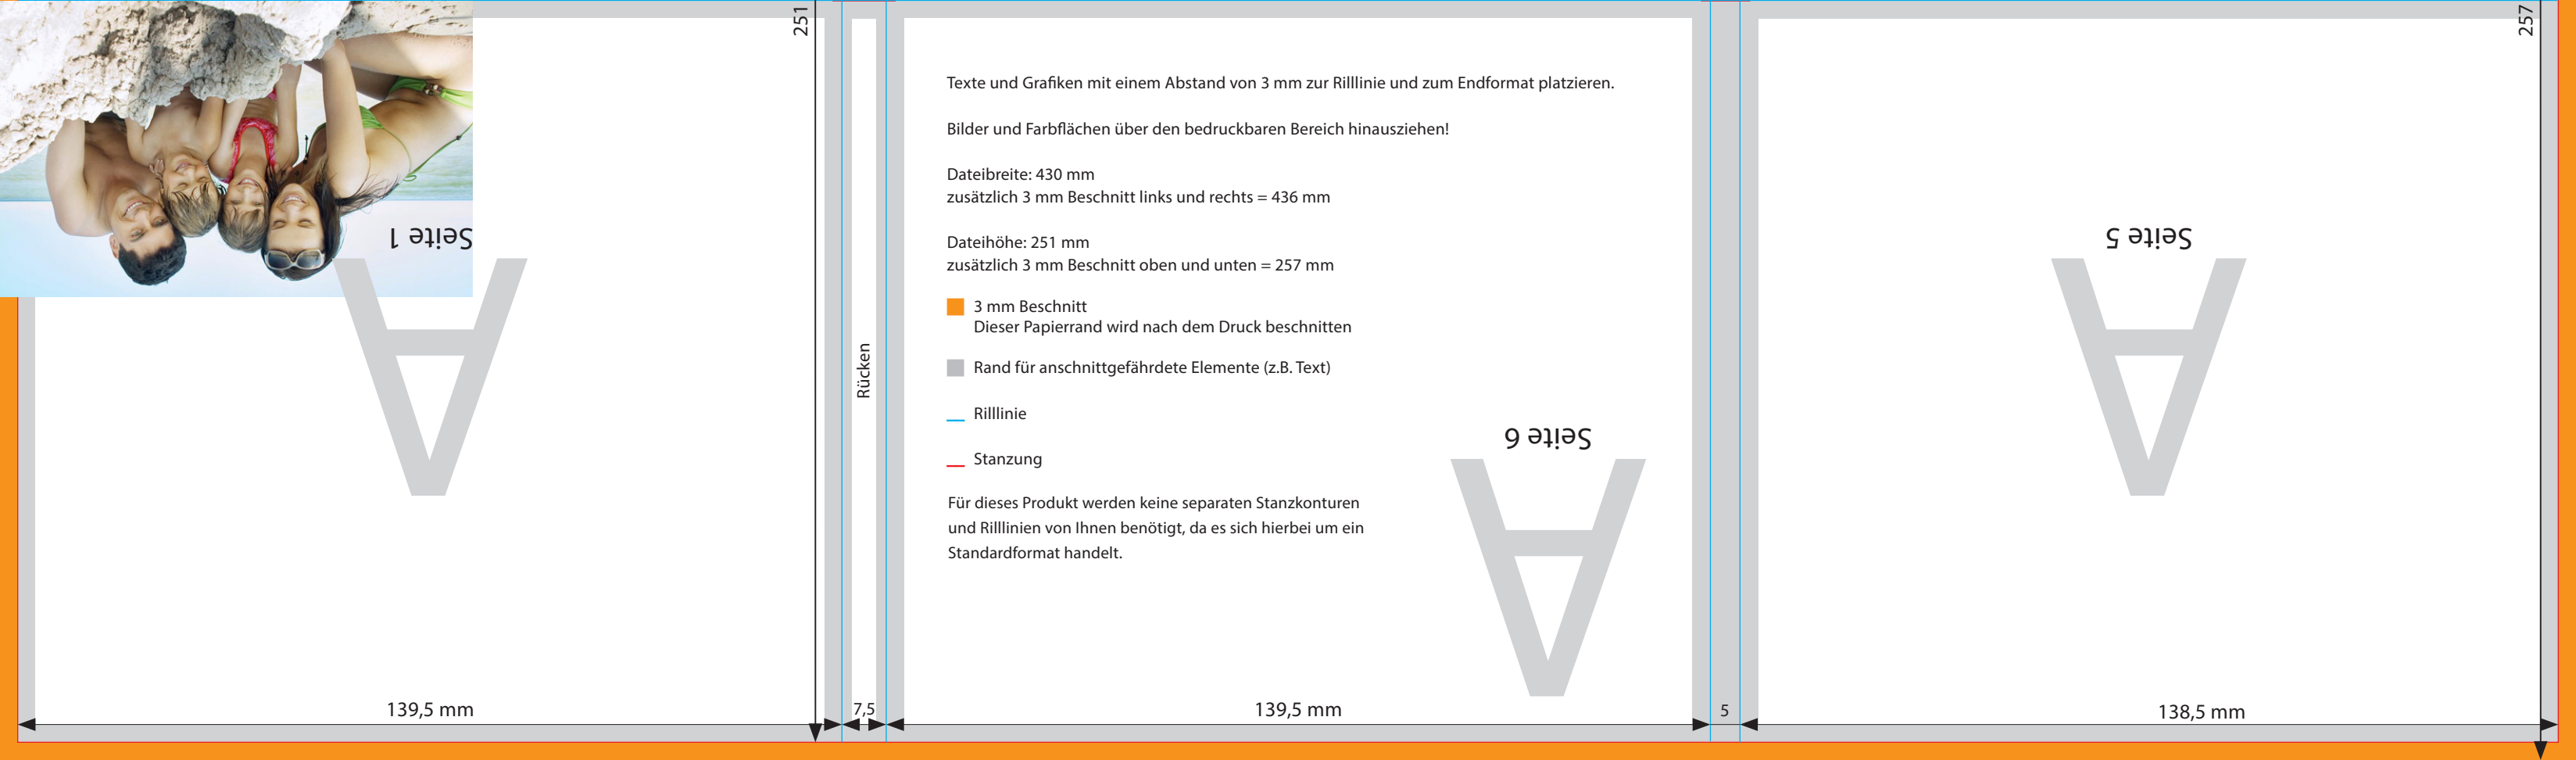 251
257
Texte und Grafiken mit einem Abstand von 3 mm zur Rilllinie und zum Endformat platzieren.
Bilder und Farbflächen über den bedruckbaren Bereich hinausziehen!
Dateibreite: 430 mm
zusätzlich 3 mm Beschnitt links und rechts = 436 mm
Dateihöhe: 251 mm
zusätzlich 3 mm Beschnitt oben und unten = 257 mm
3 mm Beschnitt
Dieser Papierrand wird nach dem Druck beschnitten
Rand für anschnittgefährdete Elemente (z.B. Text)
Rilllinie
Stanzung
Für dieses Produkt werden keine separaten Stanzkonturen
und Rilllinien von Ihnen benötigt, da es sich hierbei um ein
Standardformat handelt.
Seite 1
A
Rücken
Seite 6
A
Seite 5
A
139,5 mm
7,5
139,5 mm
5
138,5 mm